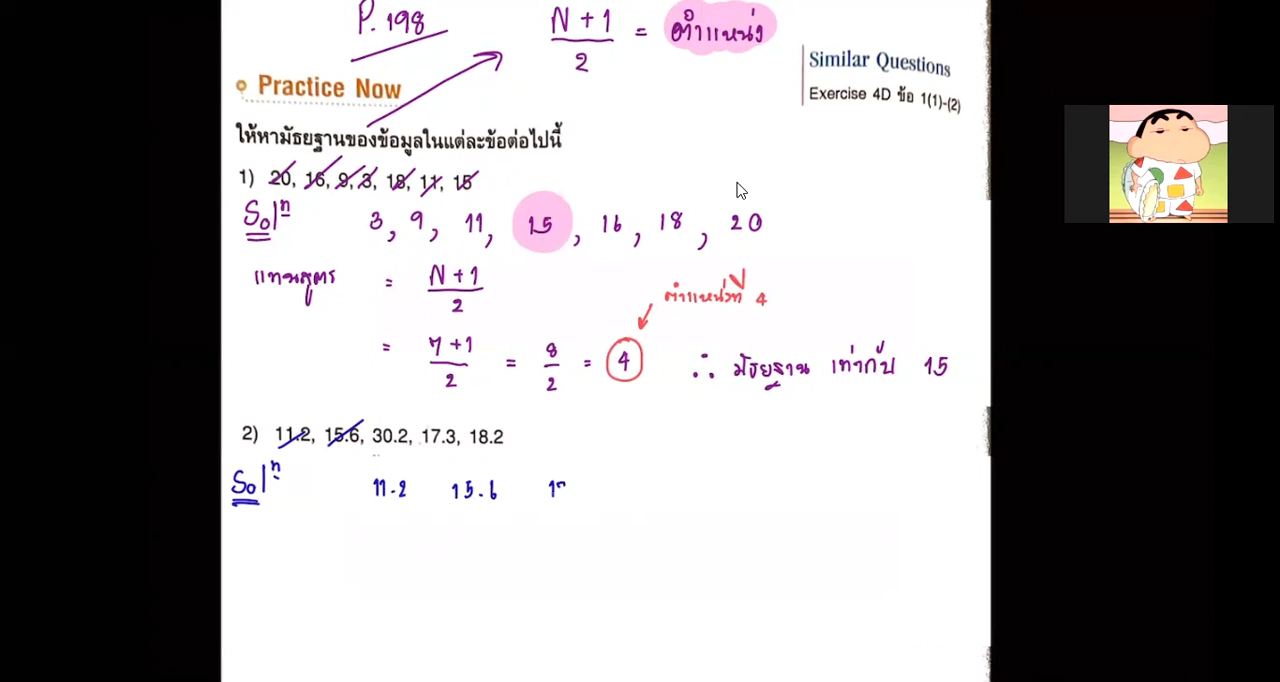 P. 198
N + 1 / 2 = ตำแหน่ง
Similar Questions
Exercise 4D ข้อ 1(1)-(2)
Practice Now
ให้หามัธยฐานของข้อมูลในแต่ละข้อต่อไปนี้
1) 20, 16, 9, 3, 18, 11, 15
Solⁿ 3, 9, 11, 15, 16, 18, 20
แทนสูตร = N + 1 / 2
ตำแหน่งที่ 4
= 7 + 1 / 2 = 8 / 2 = 4 ∴ มัธยฐาน เท่ากับ 15
2) 11.2, 15.6, 30.2, 17.3, 18.2
Solⁿ 11.2 15.6 1